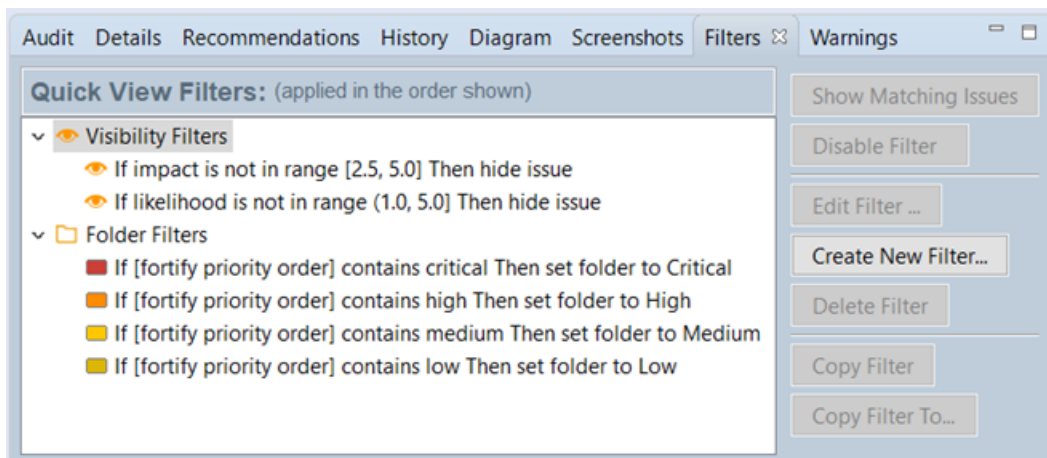 Audit Details Recommendations History Diagram Screenshots Filters Warnings
Quick View Filters: (applied in the order shown)
Visibility Filters
If impact is not in range [2.5, 5.0] Then hide issue
If likelihood is not in range (1.0, 5.0] Then hide issue
Folder Filters
If [fortify priority order] contains critical Then set folder to Critical
If [fortify priority order] contains high Then set folder to High
If [fortify priority order] contains medium Then set folder to Medium
If [fortify priority order] contains low Then set folder to Low
Show Matching Issues
Disable Filter
Edit Filter ...
Create New Filter...
Delete Filter
Copy Filter
Copy Filter To...